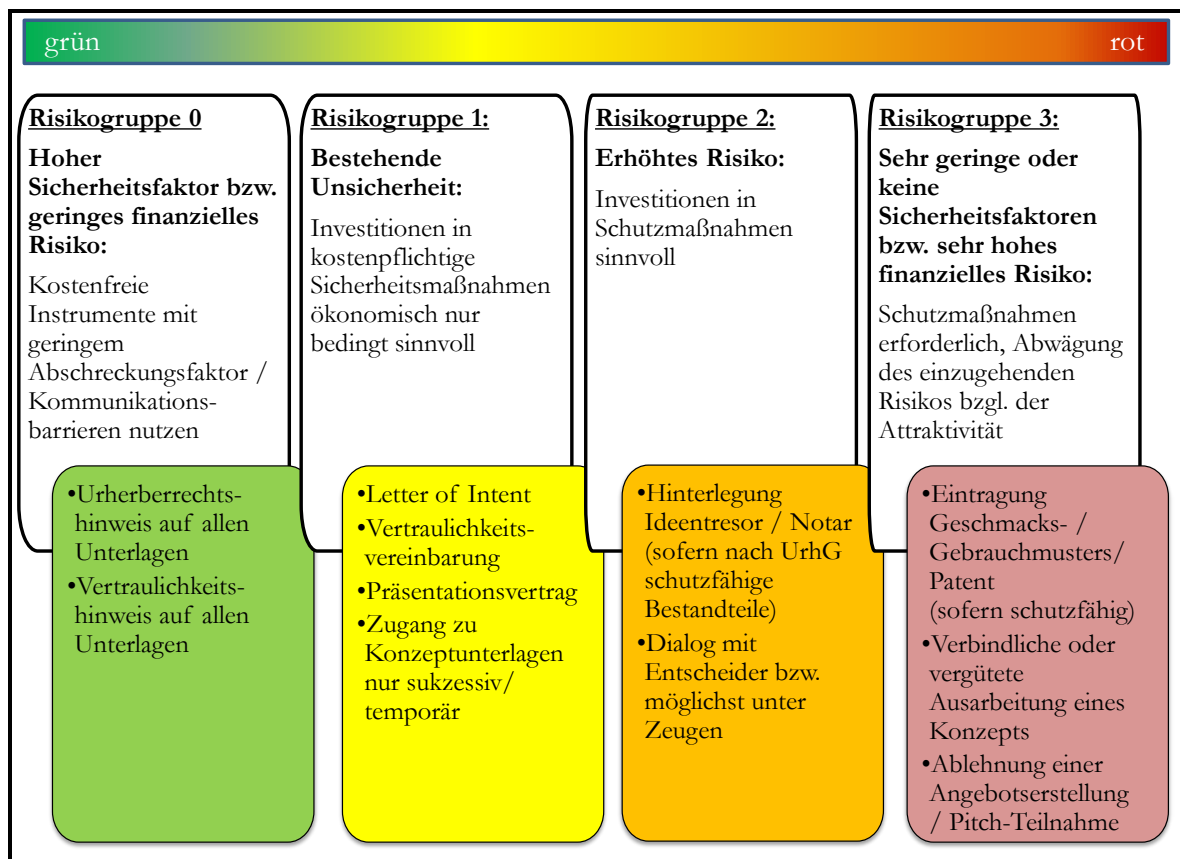 grün
rot
Risikogruppe 0
Hoher
Sicherheitsfaktor bzw.
geringes finanzielles
Risiko:
Kostenfreie
Instrumente mit
geringem
Abschreckungsfaktor /
Kommunikations-
barrieren nutzen
•Urherberrechts-
hinweis auf allen
Unterlagen
•Vertraulichkeits-
hinweis auf allen
Unterlagen
Risikogruppe 1:
Bestehende
Unsicherheit:
Investitionen in
kostenpflichtige
Sicherheitsmaßnahmen
ökonomisch nur
bedingt sinnvoll
•Letter of Intent
•Vertraulichkeits-
vereinbarung
•Präsentationsvertrag
•Zugang zu
Konzeptunterlagen
nur sukzessiv/
temporär
Risikogruppe 2:
Erhöhtes Risiko:
Investitionen in
Schutzmaßnahmen
sinnvoll
•Hinterlegung
Ideentresor / Notar
(sofern nach UrhG
schutzfähige
Bestandteile)
•Dialog mit
Entscheider bzw.
möglichst unter
Zeugen
Risikogruppe 3:
Sehr geringe oder
keine
Sicherheitsfaktoren
bzw. sehr hohes
finanzielles Risiko:
Schutzmaßnahmen
erforderlich, Abwägung
des einzugehenden
Risikos bzgl. der
Attraktivität
•Eintragung
Geschmacks- /
Gebrauchmusters/
Patent
(sofern schutzfähig)
•Verbindliche oder
vergütete
Ausarbeitung eines
Konzepts
•Ablehnung einer
Angebotserstellung
/ Pitch-Teilnahme